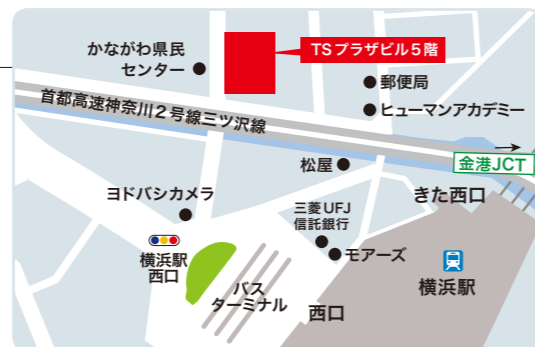 かながわ県民
センター
TSプラザビル5階
郵便局
ヒューマンアカデミー
首都高速神奈川2号線三ツ沢線
松屋
金港JCT
きた西口
ヨドバシカメラ
三菱UFJ
信託銀行
モアーズ
横浜駅
西口
バス
ターミナル
西口
横浜駅